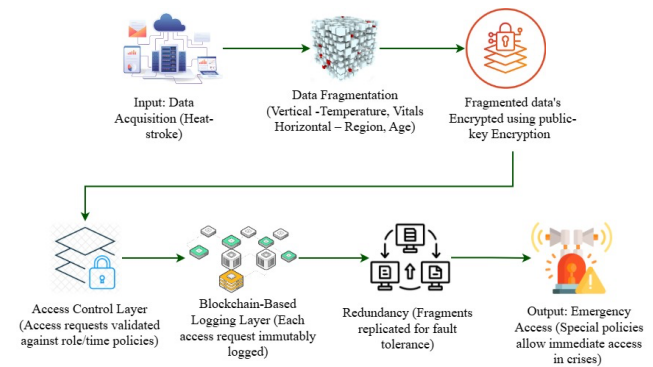 Input: Data
Acquisition (Heat-
stroke)
Data Fragmentation
(Vertical -Temperature, Vitals
Horizontal – Region, Age)
Fragmented data's
Encrypted using public-
key Encryption
Access Control Layer
(Access requests validated
against role/time policies)
Blockchain-Based
Logging Layer (Each
access request immutably
logged)
Redundancy (Fragments
replicated for fault
tolerance)
Output: Emergency
Access (Special policies
allow immediate access
in crises)